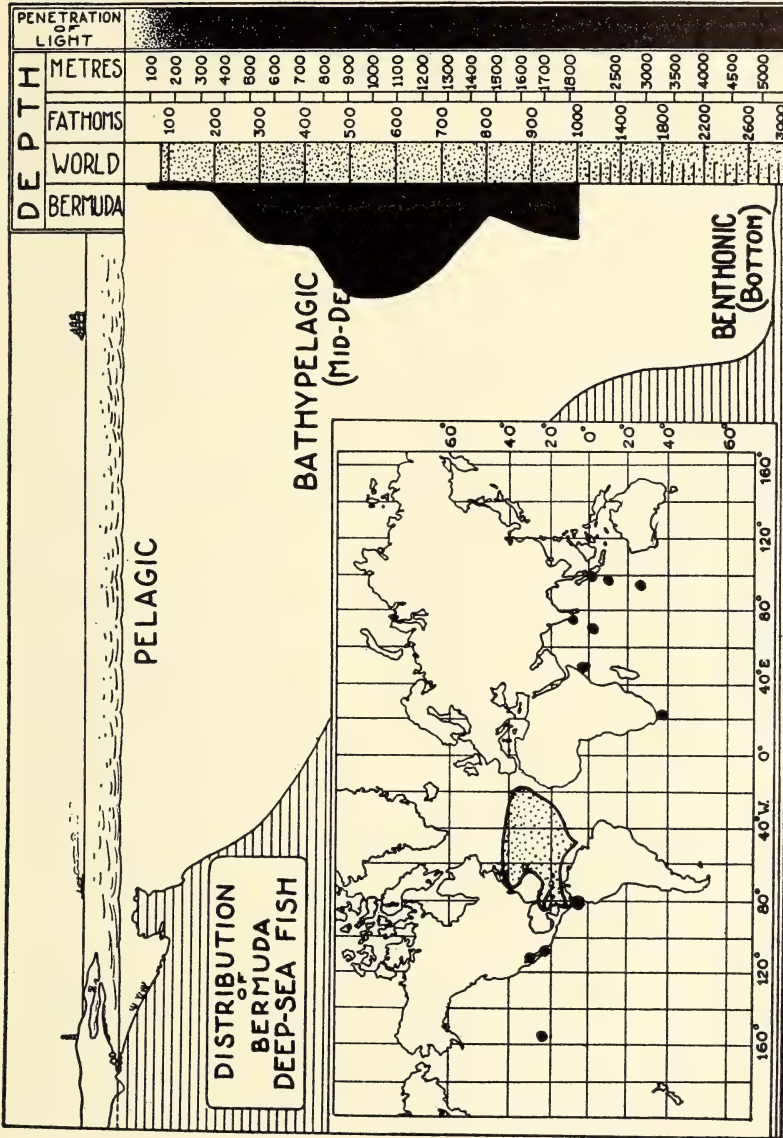 PENETRATION
OF
LIGHT
DEPTH
METRES
100 200 300 400 500 600 700 800 900 1000 1100 1200 1300 1400 1500 1600 1700 1800 2500 3000 3500 4000 4500 5000
FATHOMS
100 200 300 400 500 600 700 800 900 1000 1400 1800 2200 2600 3000
WORLD
BERMUDA
PELAGIC
BATHYPELAGIC
(MID-DE
BENTHONIC
(BOTTOM)
DISTRIBUTION
OF
BERMUDA
DEEP-SEA FISH
60°
40°
20°
0°
20°
40°
60°
160° 120° 80° 40°W. 0° 40°E 80° 120° 160°